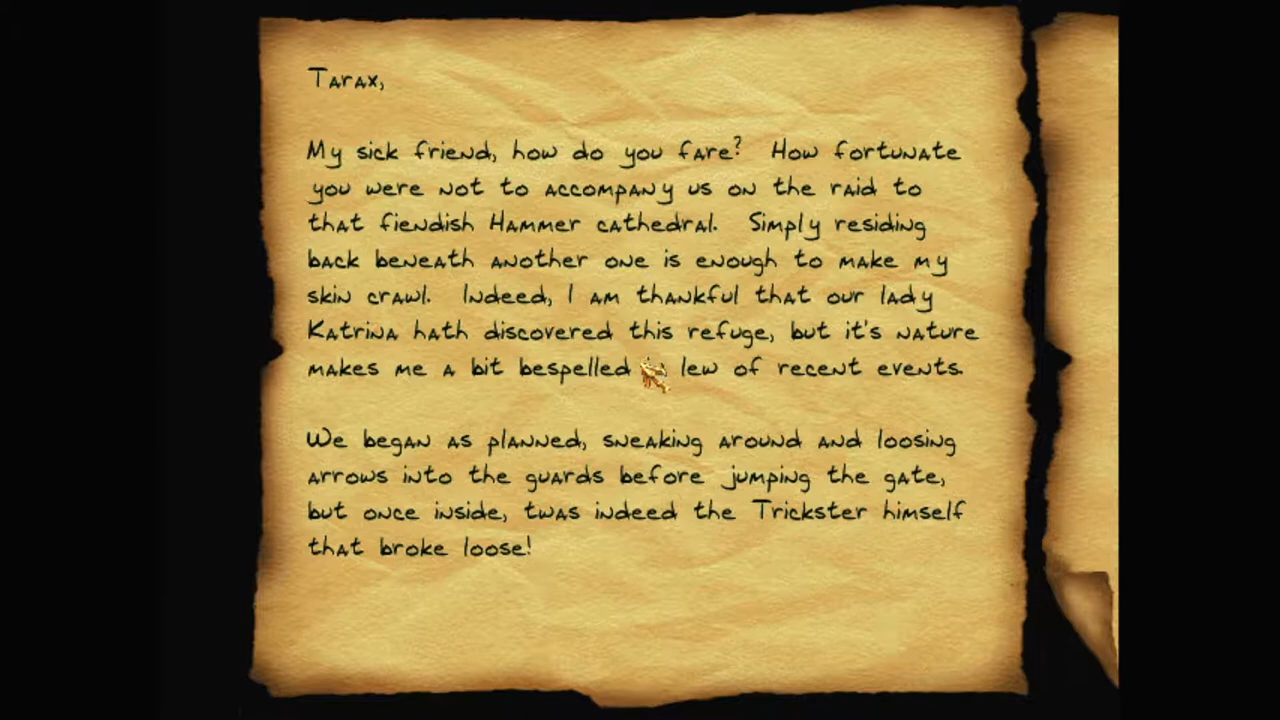 Tarax,
My sick friend, how do you fare? How fortunate
you were not to accompany us on the raid to
that fiendish Hammer cathedral. Simply residing
back beneath another one is enough to make my
skin crawl. Indeed, I am thankful that our lady
Katrina hath discovered this refuge, but it's nature
makes me a bit bespelled lew of recent events.
We began as planned, sneaking around and loosing
arrows into the guards before jumping the gate,
but once inside, twas indeed the Trickster himself
that broke loose!